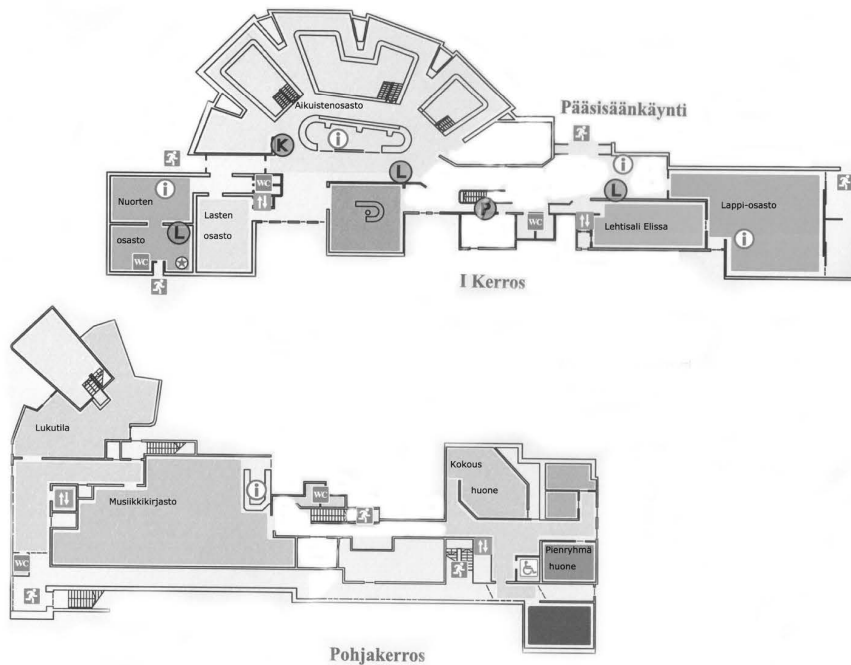 Pääsisäänkäynti
Aikuistenosasto
i
K
L
i
WC
Nuorten
i
osasto
L
WC
Lasten
osasto
WC
L
Lehtisali Elissa
Lappi-osasto
i
I Kerros
Lukutila
Musiikkikirjasto
i
WC
WC
Kokous
huone
Pienryhmä
huone
Pohjakerros